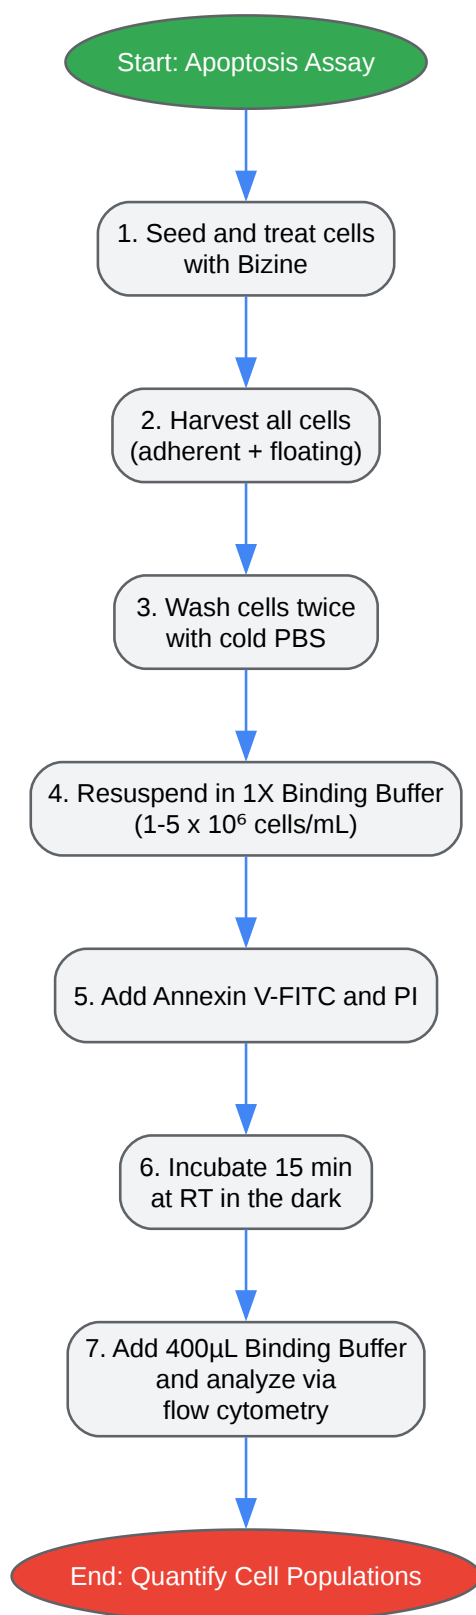 Start: Apoptosis Assay
1. Seed and treat cells
with Bizine
2. Harvest all cells
(adherent + floating)
3. Wash cells twice
with cold PBS
4. Resuspend in 1X Binding Buffer
(1-5 x 10⁶ cells/mL)
5. Add Annexin V-FITC and PI
6. Incubate 15 min
at RT in the dark
7. Add 400µL Binding Buffer
and analyze via
flow cytometry
End: Quantify Cell Populations